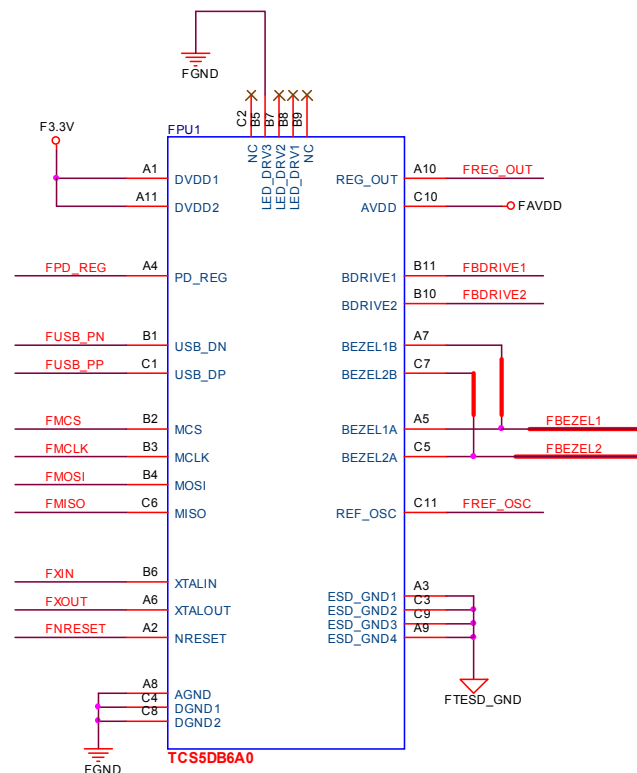 FGND
F3.3V
FPU1
C2
B5
B7
B8
B9
NC
LED_DRV3
LED_DRV2
LED_DRV1
NC
A1 DVDD1
A11 DVDD2
FPD_REG A4 PD_REG
FUSB_PN B1 USB_DN
FUSB_PP C1 USB_DP
FMCS B2 MCS
FMCLK B3 MCLK
FMOSI B4 MOSI
FMISO C6 MISO
FXIN B6 XTALIN
FXOUT A6 XTALOUT
FNRESET A2 NRESET
A8 AGND
C4 DGND1
C8 DGND2
FGND
REG_OUT A10 FREG_OUT
AVDD C10 FAVDD
BDRIVE1 B11 FBDRIVE1
BDRIVE2 B10 FBDRIVE2
BEZEL1B A7
BEZEL2B C7
BEZEL1A A5 FBEZEL1
BEZEL2A C5 FBEZEL2
REF_OSC C11 FREF_OSC
ESD_GND1 A3
ESD_GND2 C3
ESD_GND3 C9
ESD_GND4 A9
FTESD_GND
TCS5DB6A0